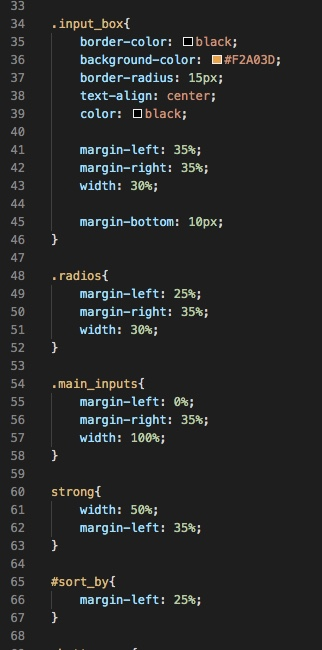 33
34 .input_box{
35 border-color: black;
36 background-color: #F2A03D;
37 border-radius: 15px;
38 text-align: center;
39 color: black;
40
41 margin-left: 35%;
42 margin-right: 35%;
43 width: 30%;
44
45 margin-bottom: 10px;
46 }
47
48 .radios{
49 margin-left: 25%;
50 margin-right: 35%;
51 width: 30%;
52 }
53
54 .main_inputs{
55 margin-left: 0%;
56 margin-right: 35%;
57 width: 100%;
58 }
59
60 strong{
61 width: 50%;
62 margin-left: 35%;
63 }
64
65 #sort_by{
66 margin-left: 25%;
67 }
68